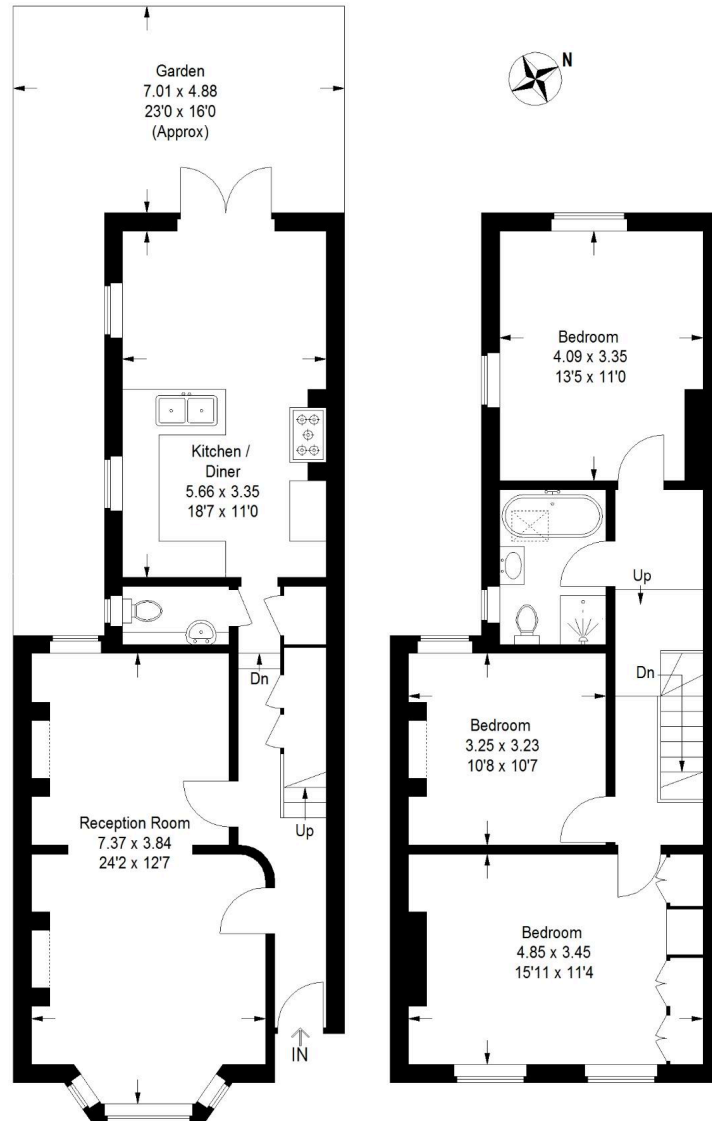 Garden
7.01 x 4.88
23'0 x 16'0
(Approx)
N
Kitchen /
Diner
5.66 x 3.35
18'7 x 11'0
Dn
Up
Reception Room
7.37 x 3.84
24'2 x 12'7
IN
Bedroom
4.09 x 3.35
13'5 x 11'0
Up
Dn
Bedroom
3.25 x 3.23
10'8 x 10'7
Bedroom
4.85 x 3.45
15'11 x 11'4